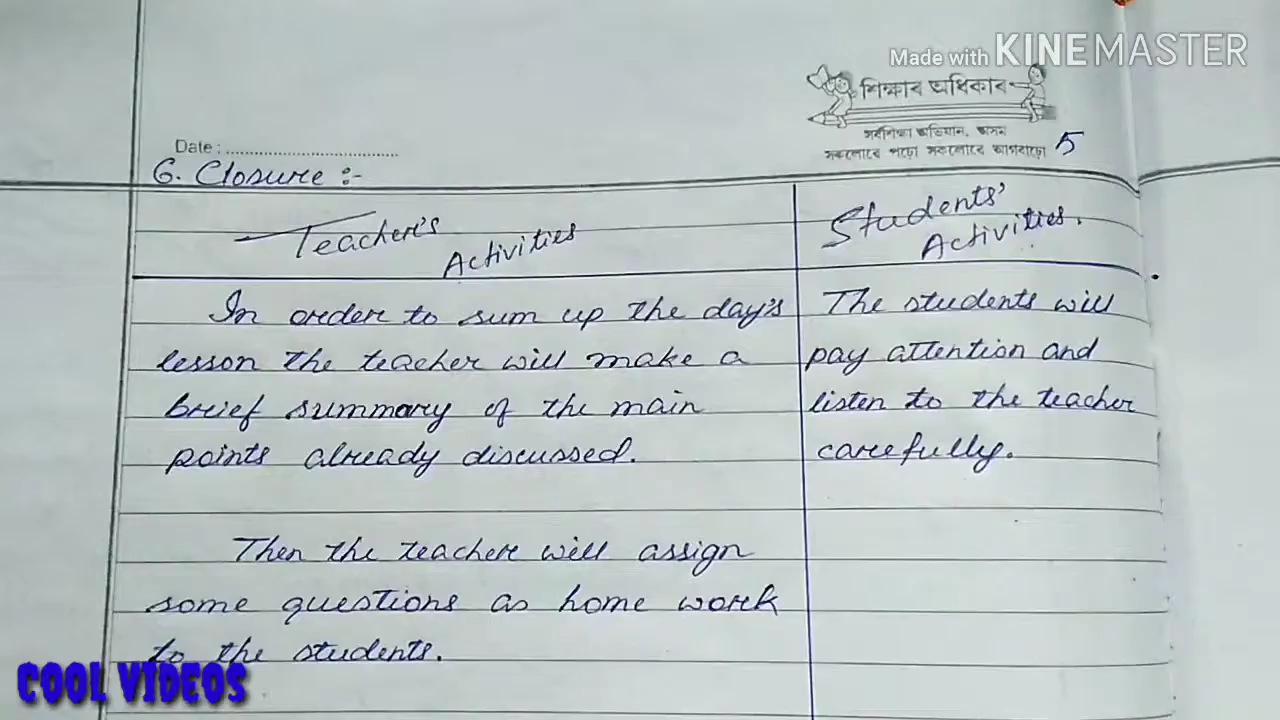 Made with KINEMASTER
শিক্ষাৰ অধিকাৰ
সৰ্বশিক্ষা অভিযান, অসম
সকলোৱে পঢ়ো সকলোৱে আগবাঢ়ো
5
Date :
6. Closure :-
Teacher's Activities
Students' Activities.
In order to sum up the day's
lesson the teacher will make a
brief summary of the main
points already discussed.
Then the teacher will assign
some questions as home work
to the students.
The students will
pay attention and
listen to the teacher
carefully.
COOL VIDEOS